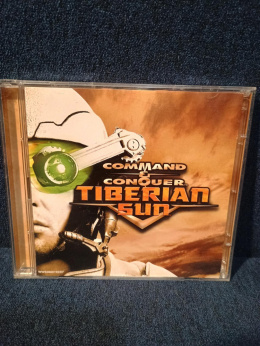 COMMAND
&
CONQUER
TIBERIAN
SUN